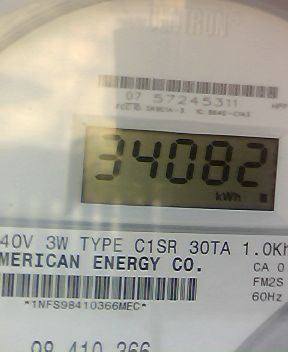 07 57245311
34082
kWh
40V 3W TYPE C1SR 30TA 1.0Kh
MERICAN ENERGY CO.
CA 0
FM2S
60Hz
*1NFS98410366MEC*
98 410 366